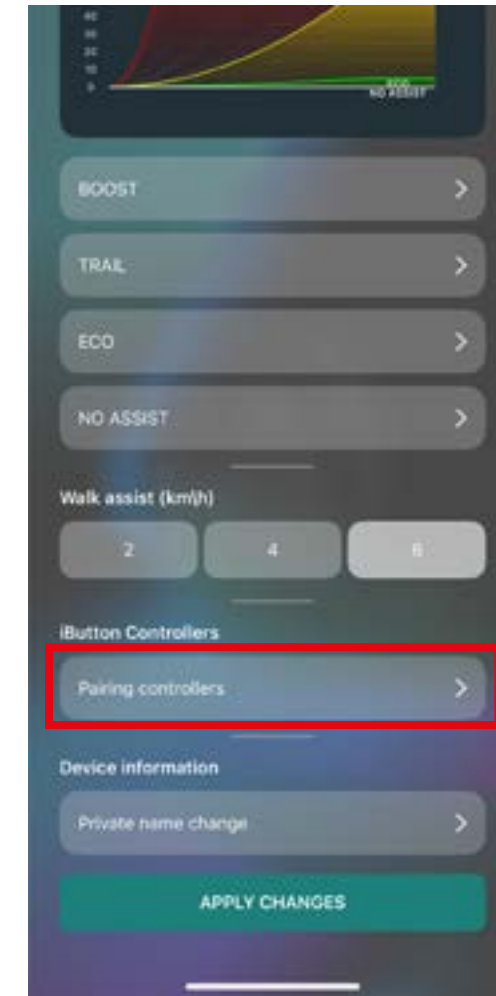 0
ECO
NO ASSIST
BOOST
TRAIL
ECO
NO ASSIST
Walk assist (km\h)
2 4 6
iButton Controllers
Pairing controllers
Device information
Private name change
APPLY CHANGES